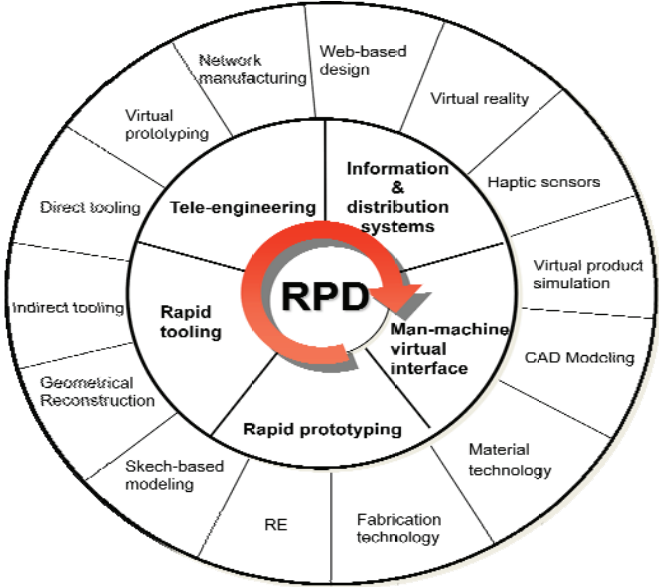 Network
manufacturing
Web-based
design
Virtual reality
Haptic sensors
Virtual product
simulation
CAD Modeling
Material
technology
Fabrication
technology
RE
Skech-based
modeling
Geometrical
Reconstruction
Indirect tooling
Direct tooling
Virtual
prototyping
Tele-engineering
Information
&
distribution
systems
Man-machine
virtual
interface
Rapid prototyping
Rapid
tooling
RPD